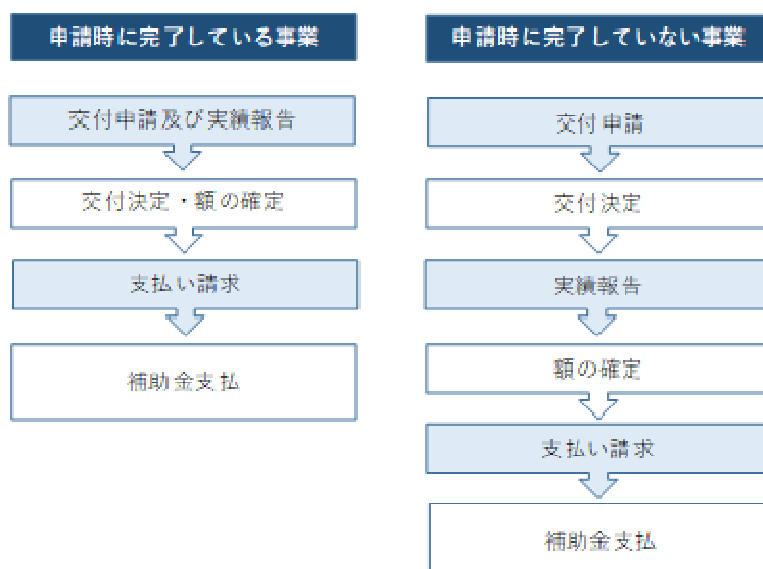 申請時に完了している事業
交付申請及び実績報告
交付決定・額の確定
支払い請求
補助金支払
申請時に完了していない事業
交付申請
交付決定
実績報告
額の確定
支払い請求
補助金支払